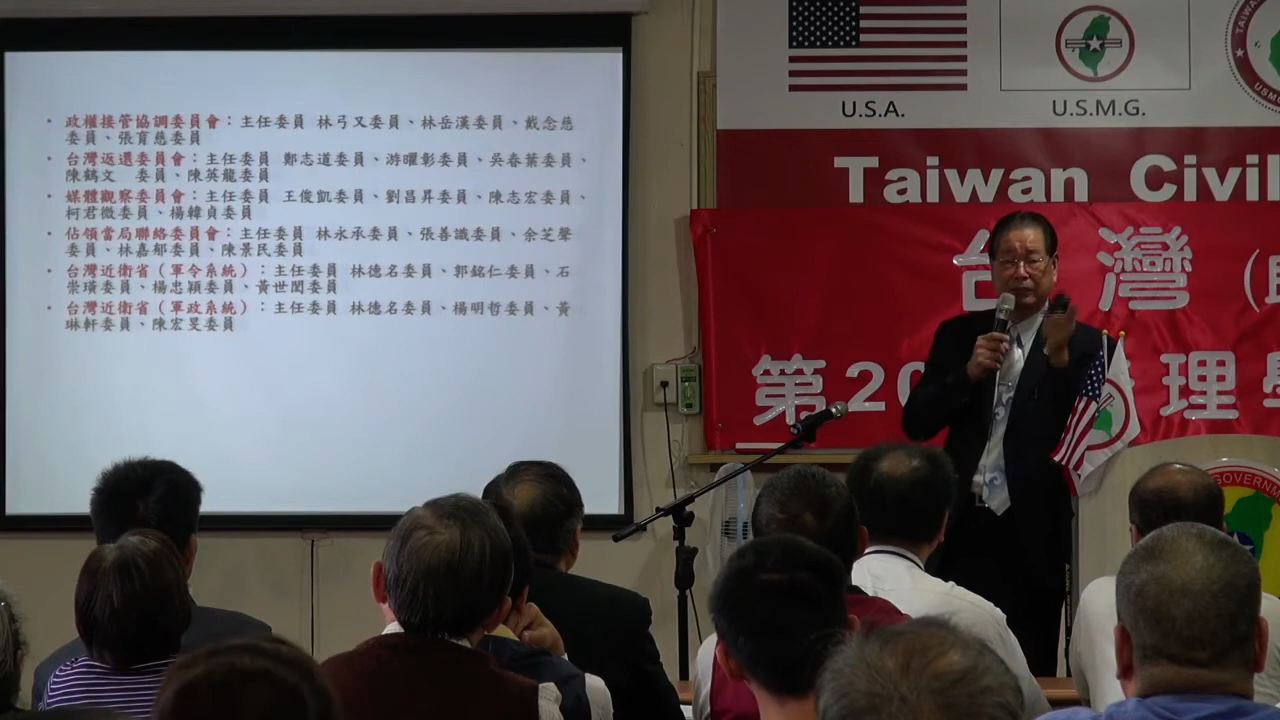 • 政權接管協調委員會：主任委員 林弓又委員、林岳漢委員、戴念慈
委員、張育慈委員
• 台灣返還委員會：主任委員 鄭志道委員、游曜彰委員、吳春葉委員、
陳鶴文 委員、陳英龍委員
• 媒體觀察委員會：主任委員 王俊凱委員、劉昌昇委員、陳志宏委員、
柯君微委員、楊韓貞委員
• 佔領當局聯絡委員會：主任委員 林永承委員、張善議委員、余芝聲
委員、林嘉郁委員、陳景民委員
• 台灣近衛省（軍令系統）：主任委員 林德名委員、郭銘仁委員、石
崇璜委員、楊忠穎委員、黃世閔委員
• 台灣近衛省（軍政系統）：主任委員 林德名委員、楊明哲委員、黃
琳軒委員、陳宏旻委員
U.S.A.
U.S.M.G.
TAIWAN
USM
Taiwan Civil
台灣
第20 理
GOVERNM